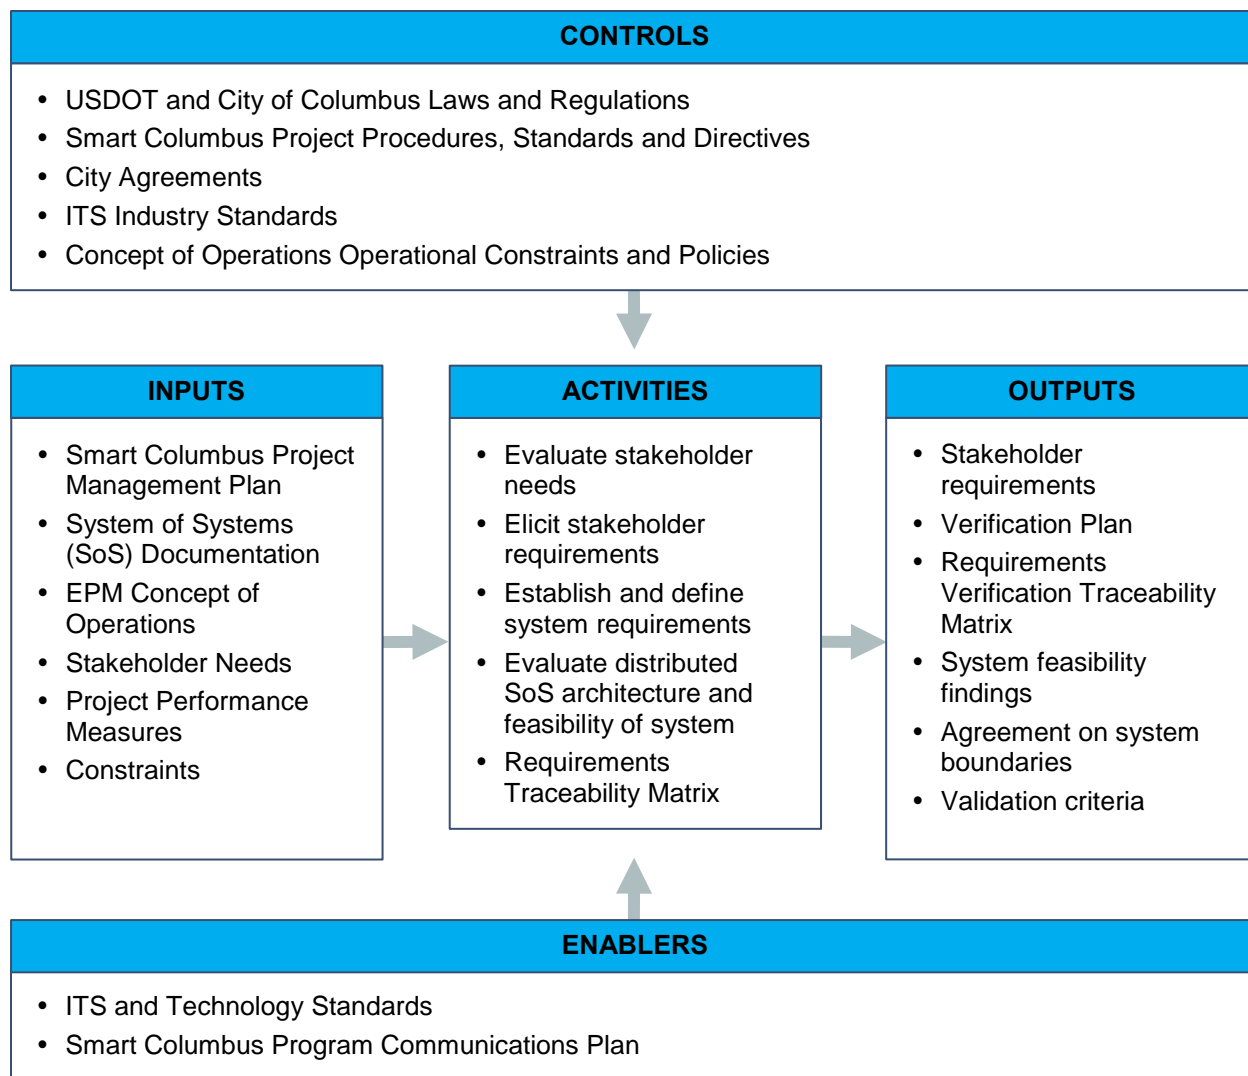 CONTROLS
• USDOT and City of Columbus Laws and Regulations
• Smart Columbus Project Procedures, Standards and Directives
• City Agreements
• ITS Industry Standards
• Concept of Operations Operational Constraints and Policies
INPUTS
• Smart Columbus Project
Management Plan
• System of Systems
(SoS) Documentation
• EPM Concept of
Operations
• Stakeholder Needs
• Project Performance
Measures
• Constraints
ACTIVITIES
• Evaluate stakeholder
needs
• Elicit stakeholder
requirements
• Establish and define
system requirements
• Evaluate distributed
SoS architecture and
feasibility of system
• Requirements
Traceability Matrix
OUTPUTS
• Stakeholder
requirements
• Verification Plan
• Requirements
Verification Traceability
Matrix
• System feasibility
findings
• Agreement on system
boundaries
• Validation criteria
ENABLERS
• ITS and Technology Standards
• Smart Columbus Program Communications Plan